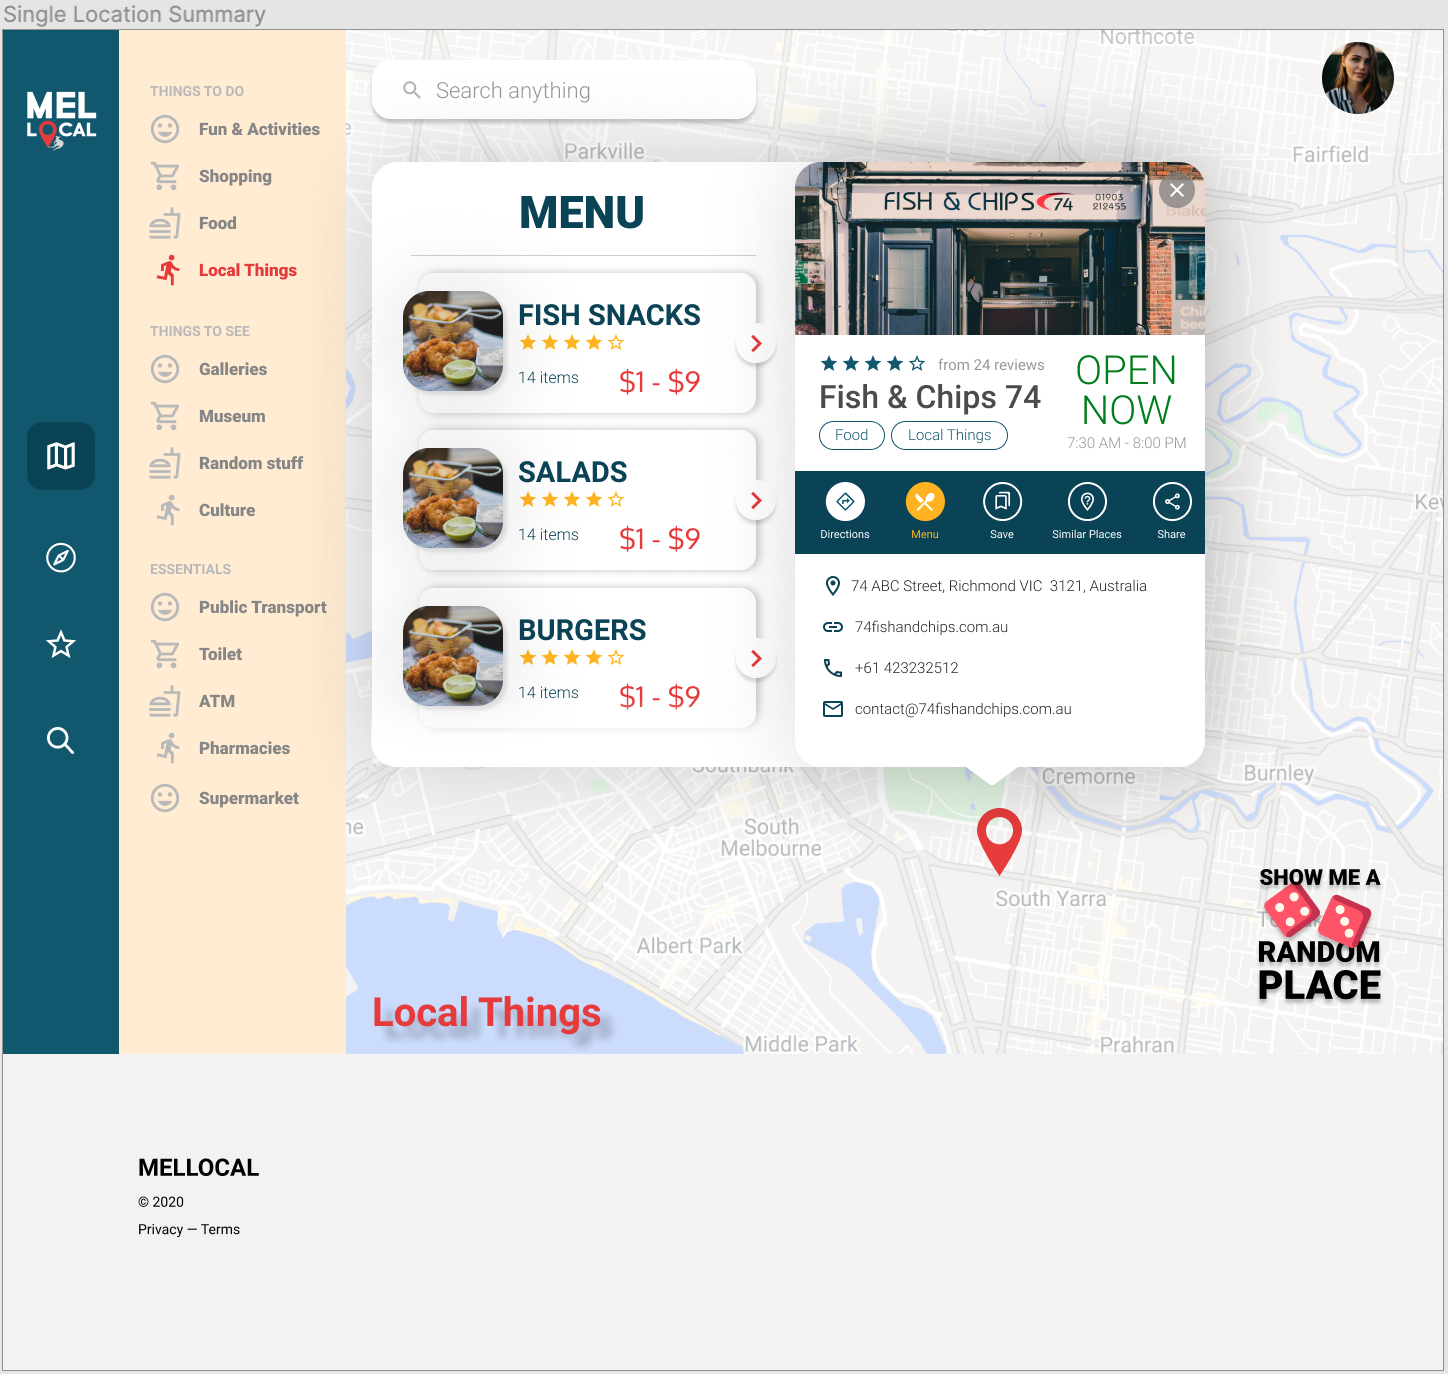 Single Location Summary
MEL
LOCAL
THINGS TO DO
Fun & Activities
Shopping
Food
Local Things
THINGS TO SEE
Galleries
Museum
Random stuff
Culture
ESSENTIALS
Public Transport
Toilet
ATM
Pharmacies
Supermarket
Search anything
Northcote
Parkville
Fairfield
MENU
FISH SNACKS
14 items
$1 - $9
SALADS
14 items
$1 - $9
BURGERS
14 items
$1 - $9
FISH & CHIPS 74
01903
212455
Blake
Chi
bee
&
from 24 reviews
Fish & Chips 74
Food
Local Things
OPEN
NOW
7:30 AM - 8:00 PM
Directions
Menu
Save
Similar Places
Share
74 ABC Street, Richmond VIC 3121, Australia
74fishandchips.com.au
+61 423232512
contact@74fishandchips.com.au
Southbank
Cremorne
Burnley
South
Melbourne
South Yarra
Albert Park
Middle Park
Prahran
SHOW ME A
RANDOM
PLACE
Local Things
MELLOCAL
© 2020
Privacy — Terms